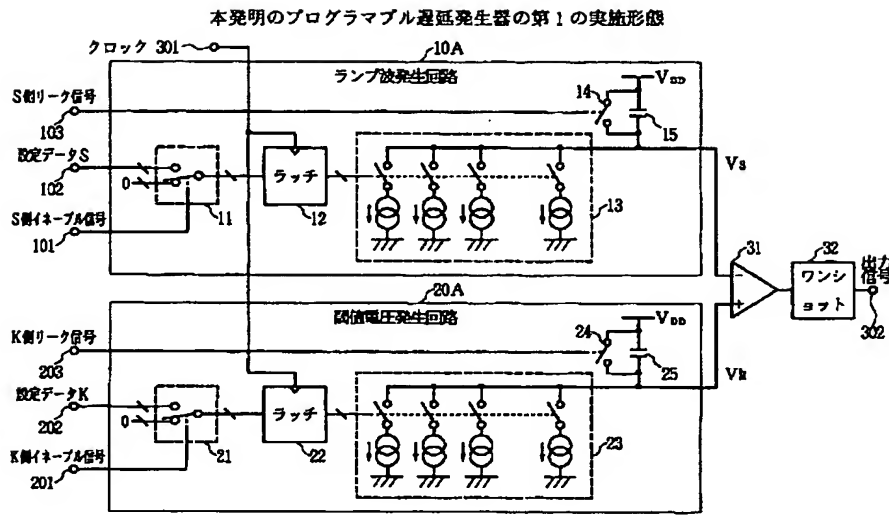 本発明のプログラマブル遅延発生器の第1の実施形態
クロック 301
10A
ランプ波発生回路
S側リーク信号
103
14
VDD
15
設定データS
102
0
11
ラッチ
12
13
Vs
S側イネーブル信号
101
31
32
ワンショット
出力信号
302
20A
閾値電圧発生回路
K側リーク信号
203
24
VDD
25
Vk
設定データK
202
0
21
ラッチ
22
23
K側イネーブル信号
201